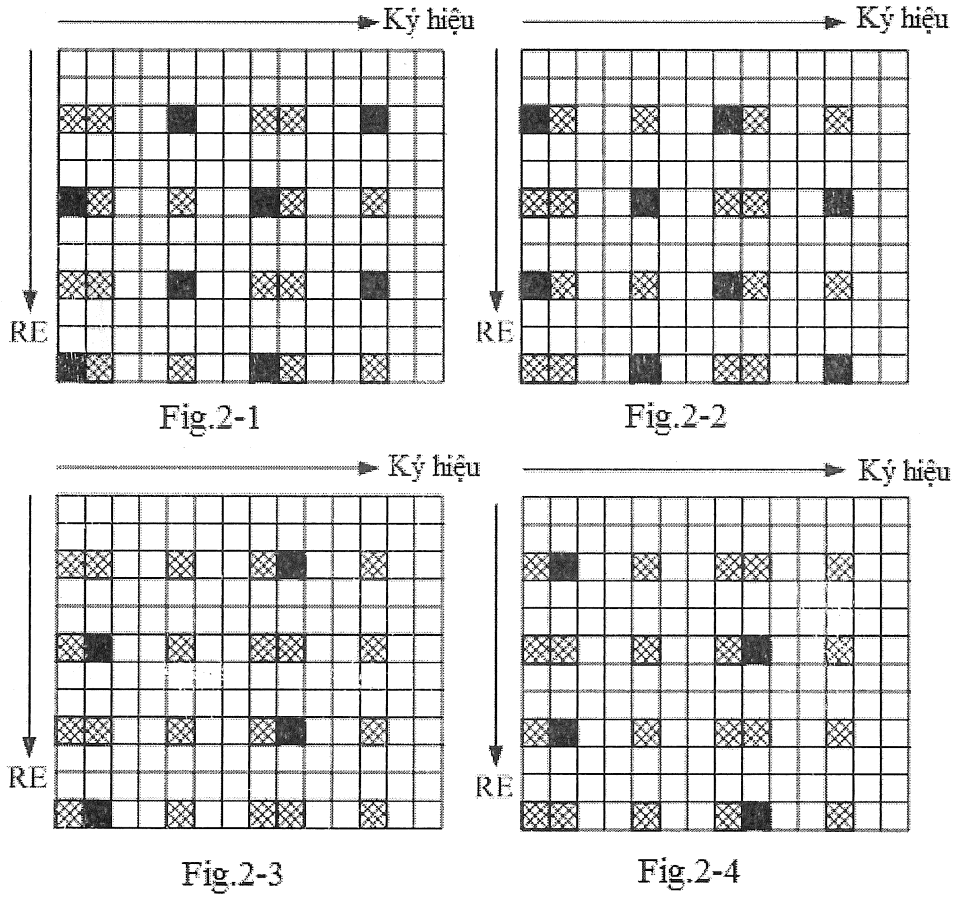 Ký hiệu
RE
Fig.2-1
Ký hiệu
RE
Fig.2-2
Ký hiệu
RE
Fig.2-3
Ký hiệu
RE
Fig.2-4